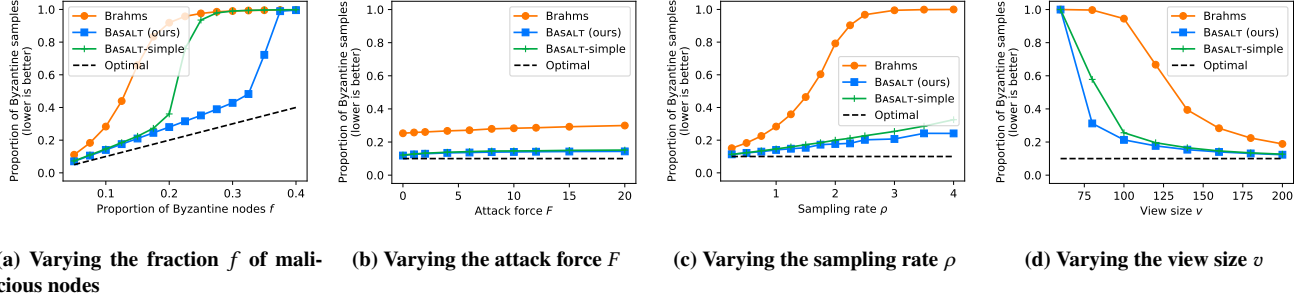 Proportion of Byzantine samples
(lower is better)
1.0
0.8
0.6
0.4
0.2
0.0
Brahms
BASALT (ours)
BASALT-simple
Optimal
0.1
0.2
0.3
0.4
Proportion of Byzantine nodes f
(a) Varying the fraction f of mali-
cious nodes
Proportion of Byzantine samples
(lower is better)
1.0
0.8
0.6
0.4
0.2
0.0
Brahms
BASALT (ours)
BASALT-simple
Optimal
0
5
10
15
20
Attack force F
(b) Varying the attack force F
Proportion of Byzantine samples
(lower is better)
1.0
0.8
0.6
0.4
0.2
0.0
Brahms
BASALT (ours)
BASALT-simple
Optimal
1
2
3
4
Sampling rate ρ
(c) Varying the sampling rate ρ
Proportion of Byzantine samples
(lower is better)
1.0
0.8
0.6
0.4
0.2
0.0
Brahms
BASALT (ours)
BASALT-simple
Optimal
75
100
125
150
175
200
View size v
(d) Varying the view size v